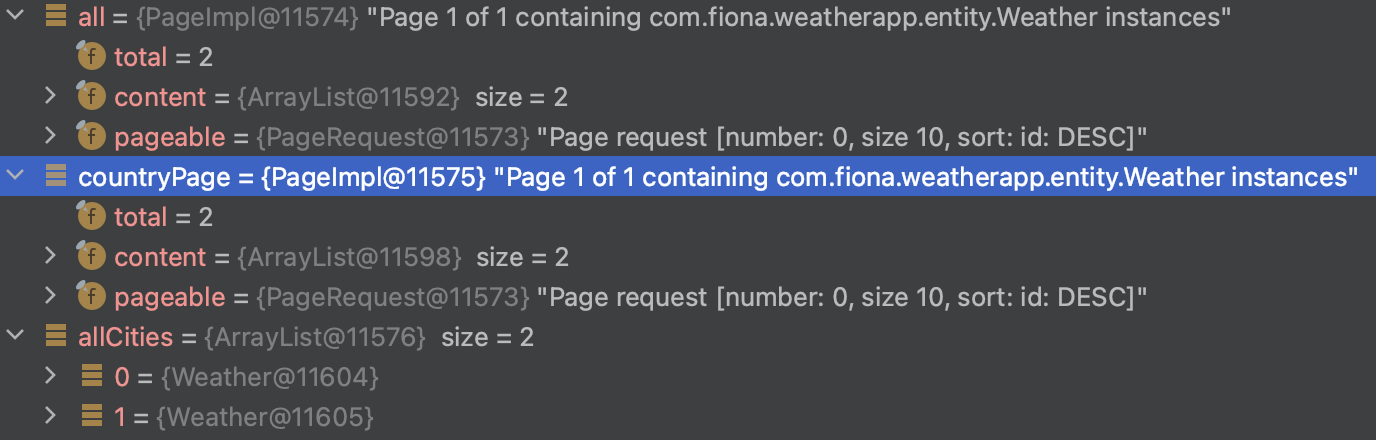 all = {PageImpl@11574} "Page 1 of 1 containing com.fiona.weatherapp.entity.Weather instances"
f total = 2
f content = {ArrayList@11592} size = 2
f pageable = {PageRequest@11573} "Page request [number: 0, size 10, sort: id: DESC]"
countryPage = {PageImpl@11575} "Page 1 of 1 containing com.fiona.weatherapp.entity.Weather instances"
f total = 2
f content = {ArrayList@11598} size = 2
f pageable = {PageRequest@11573} "Page request [number: 0, size 10, sort: id: DESC]"
allCities = {ArrayList@11576} size = 2
0 = {Weather@11604}
1 = {Weather@11605}